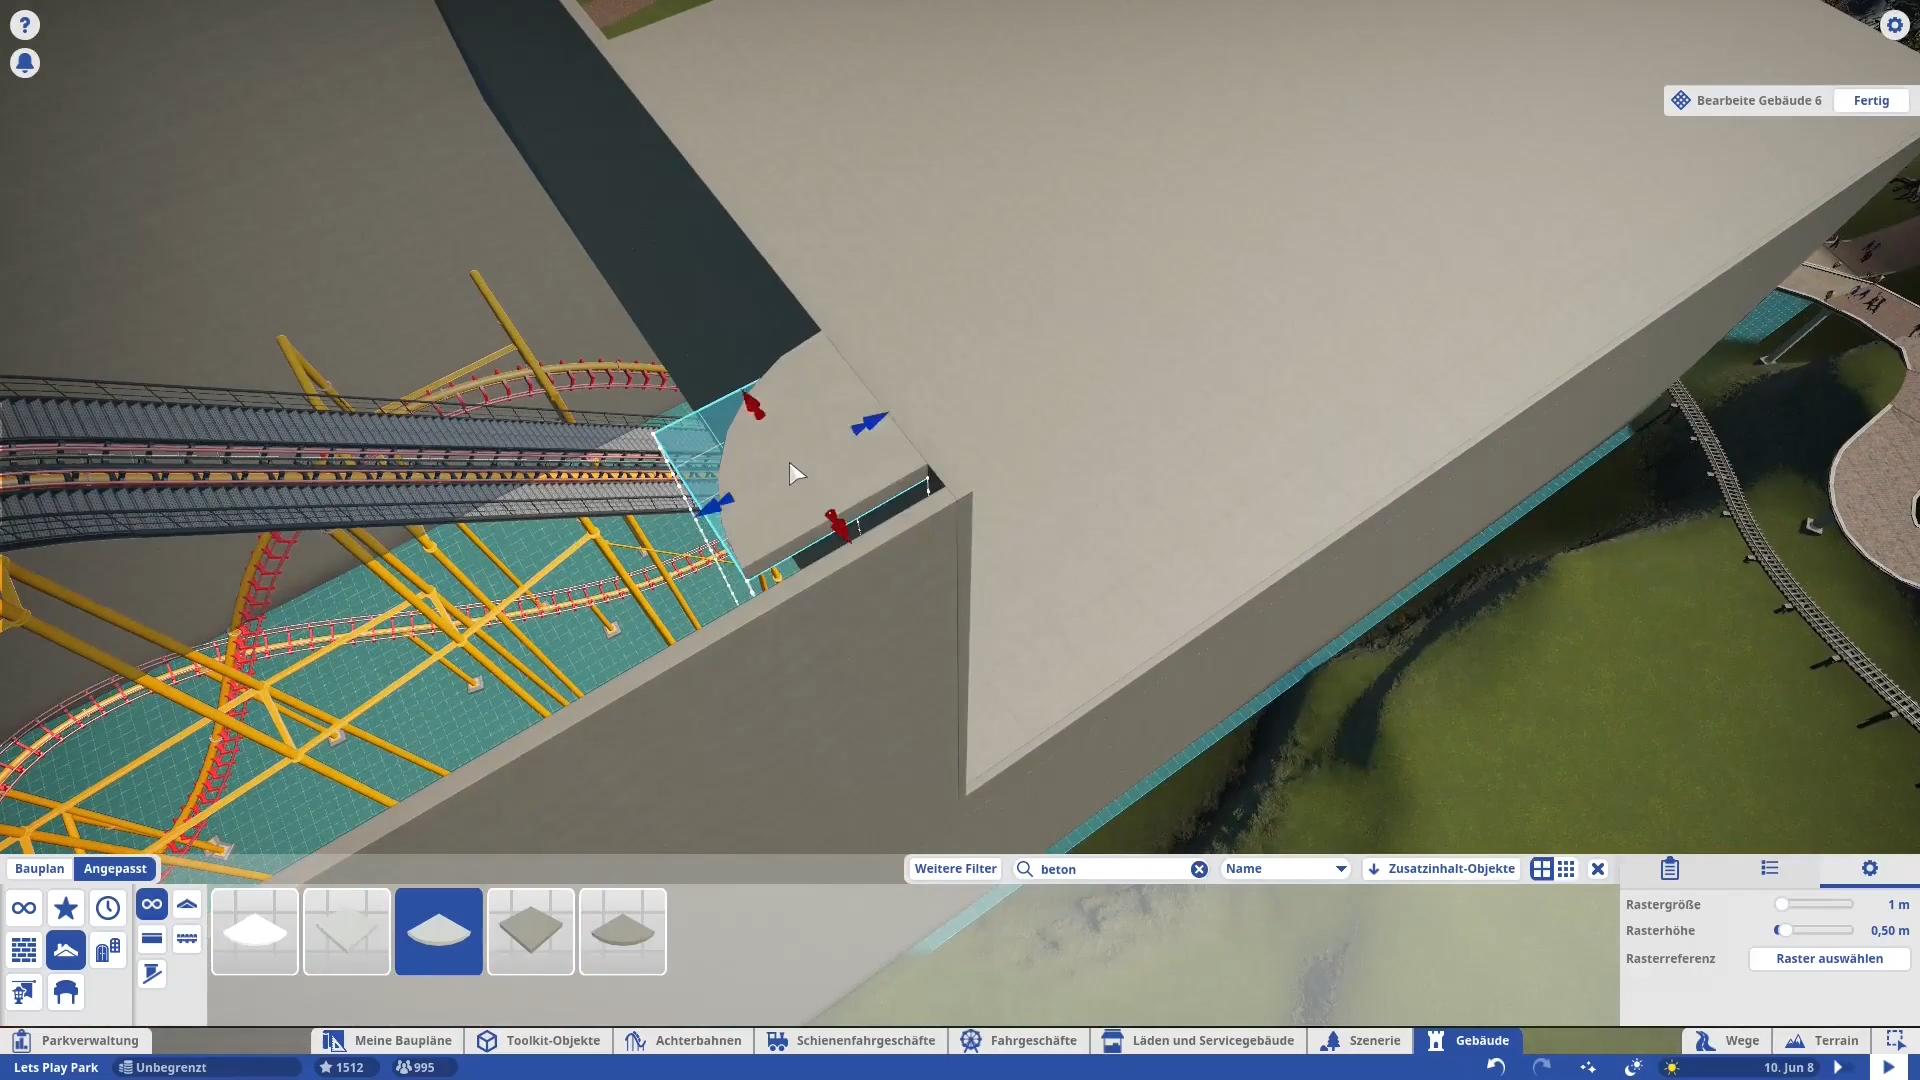 ?
Bearbeite Gebäude 6 Fertig
Bauplan Angepasst Weitere Filter beton Name Zusatzinhalt-Objekte
Rastergröße 1 m
Rasterhöhe 0,50 m
Rasterreferenz Raster auswählen
Parkverwaltung Meine Baupläne Toolkit-Objekte Achterbahnen Schienenfahrgeschäfte Fahrgeschäfte Läden und Servicegebäude Szenerie Gebäude Wege Terrain
Lets Play Park Unbegrenzt 1512 995 10. Jun 8